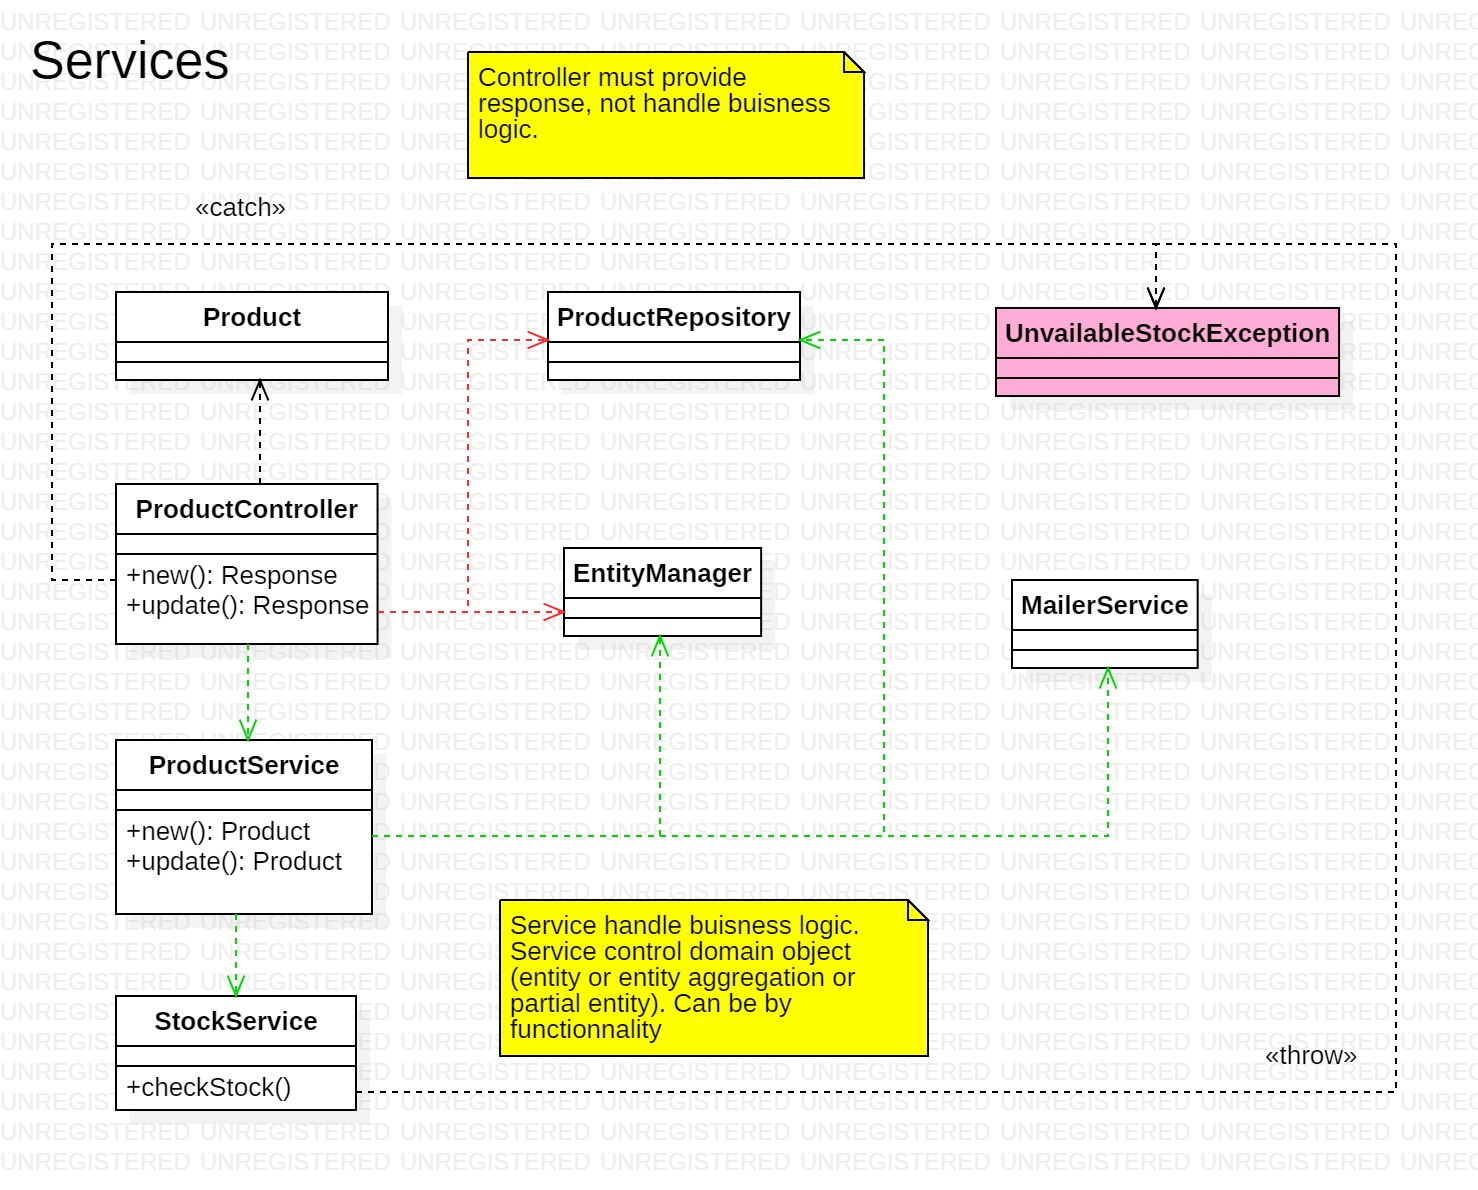 Services
Controller must provide
response, not handle buisness
logic.
«catch»
Product
ProductRepository
UnvailableStockException
ProductController
+new(): Response
+update(): Response
EntityManager
MailerService
ProductService
+new(): Product
+update(): Product
Service handle buisness logic.
Service control domain object
(entity or entity aggregation or
partial entity). Can be by
functionnality
StockService
+checkStock()
«throw»
UNREGISTERED